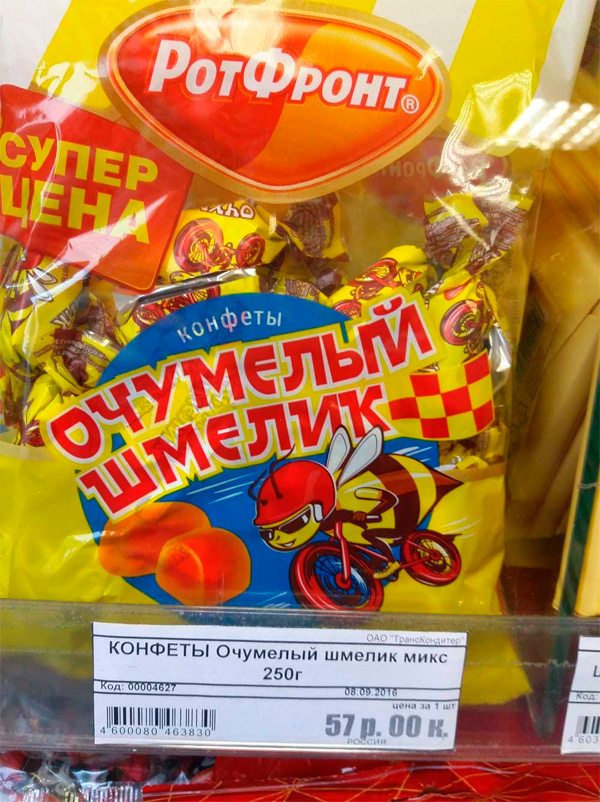 РотФронт®
СУПЕР
ЦЕНА
конфеты
ОЧУМЕЛЫЙ
ШМЕЛИК
ОАО "ТрансКондитер"
КОНФЕТЫ Очумелый шмелик микс
250г
Код: 00004627
08.09.2016
цена за 1 шт
57 р. 00 к.
РОССИЯ
4 600080 463830